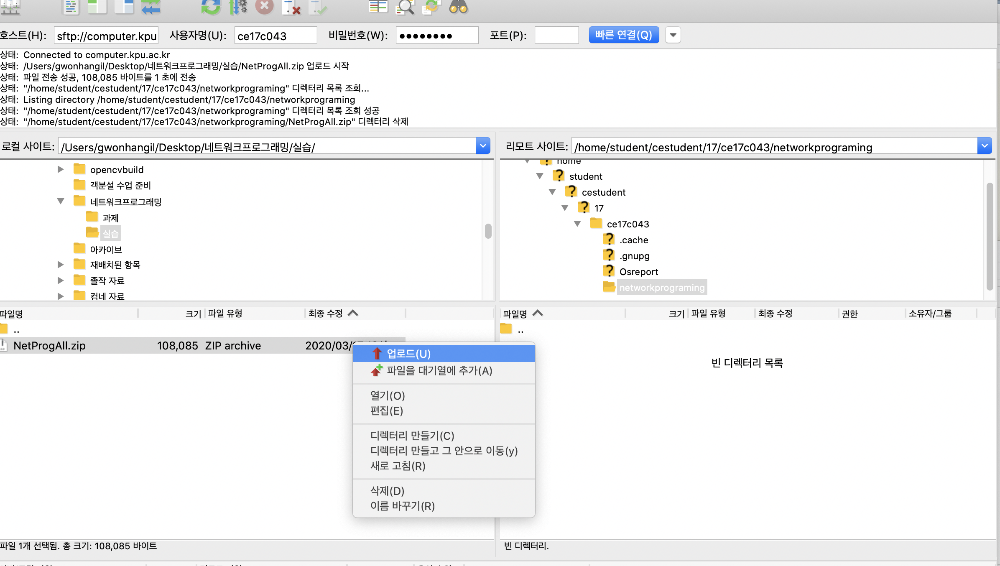 호스트(H): sftp://computer.kpu 사용자명(U): ce17c043 비밀번호(W): ●●●●●●●● 포트(P): 빠른 연결(Q)
상태: Connected to computer.kpu.ac.kr
상태: /Users/gwonhangil/Desktop/네트워크프로그래밍/실습/NetProgAll.zip 업로드 시작
상태: 파일 전송 성공, 108,085 바이트를 1 초에 전송
상태: "/home/student/cestudent/17/ce17c043/networkprograming" 디렉터리 목록 조회...
상태: Listing directory /home/student/cestudent/17/ce17c043/networkprograming
상태: "/home/student/cestudent/17/ce17c043/networkprograming" 디렉터리 목록 조회 성공
상태: "/home/student/cestudent/17/ce17c043/networkprograming/NetProgAll.zip" 디렉터리 삭제
로컬 사이트: /Users/gwonhangil/Desktop/네트워크프로그래밍/실습/
opencvbuild
객분설 수업 준비
네트워크프로그래밍
과제
실습
아카이브
재배치된 항목
졸작 자료
컴네 자료
리모트 사이트: /home/student/cestudent/17/ce17c043/networkprograming
home
student
cestudent
17
ce17c043
.cache
.gnupg
Osreport
networkprograming
파일명 크기 파일 유형 최종 수정
..
NetProgAll.zip 108,085 ZIP archive 2020/03/
업로드(U)
파일을 대기열에 추가(A)
열기(O)
편집(E)
디렉터리 만들기(C)
디렉터리 만들고 그 안으로 이동(y)
새로 고침(R)
삭제(D)
이름 바꾸기(R)
파일 1개 선택됨. 총 크기: 108,085 바이트
파일명 크기 파일 유형 최종 수정 권한 소유자/그룹
..
빈 디렉터리 목록
빈 디렉터리.